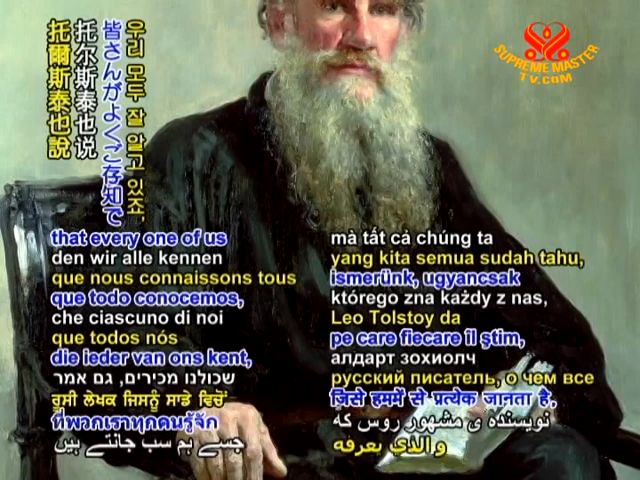 SUPREME MASTER
TV.COM
우리 모두 잘 알고 있죠,
皆さんがよくご存知で
托尔斯泰也说
托爾斯泰也說
that every one of us
den wir alle kennen
que nous connaissons tous
que todo conocemos,
che ciascuno di noi
que todos nós
die ieder van ons kent,
שכולנו מכירים, גם אמר
ਰੂਸੀ ਲੇਖਕ ਜਿਸਨੂੰ ਸਾਡੇ ਵਿਚੋਂ
ที่พวกเราทุกคนรู้จัก
جسے ہم سب جانتے ہیں
mà tất cả chúng ta
yang kita semua sudah tahu,
ismerünk, ugyancsak
którego zna każdy z nas,
Leo Tolstoy da
pe care fiecare îl ştim,
алдарт зохиолч
русский писатель, о чем все
जिसे हममें से प्रत्येक जानता है,
نویسنده ی مشهور روس که
و الذي يعرفه